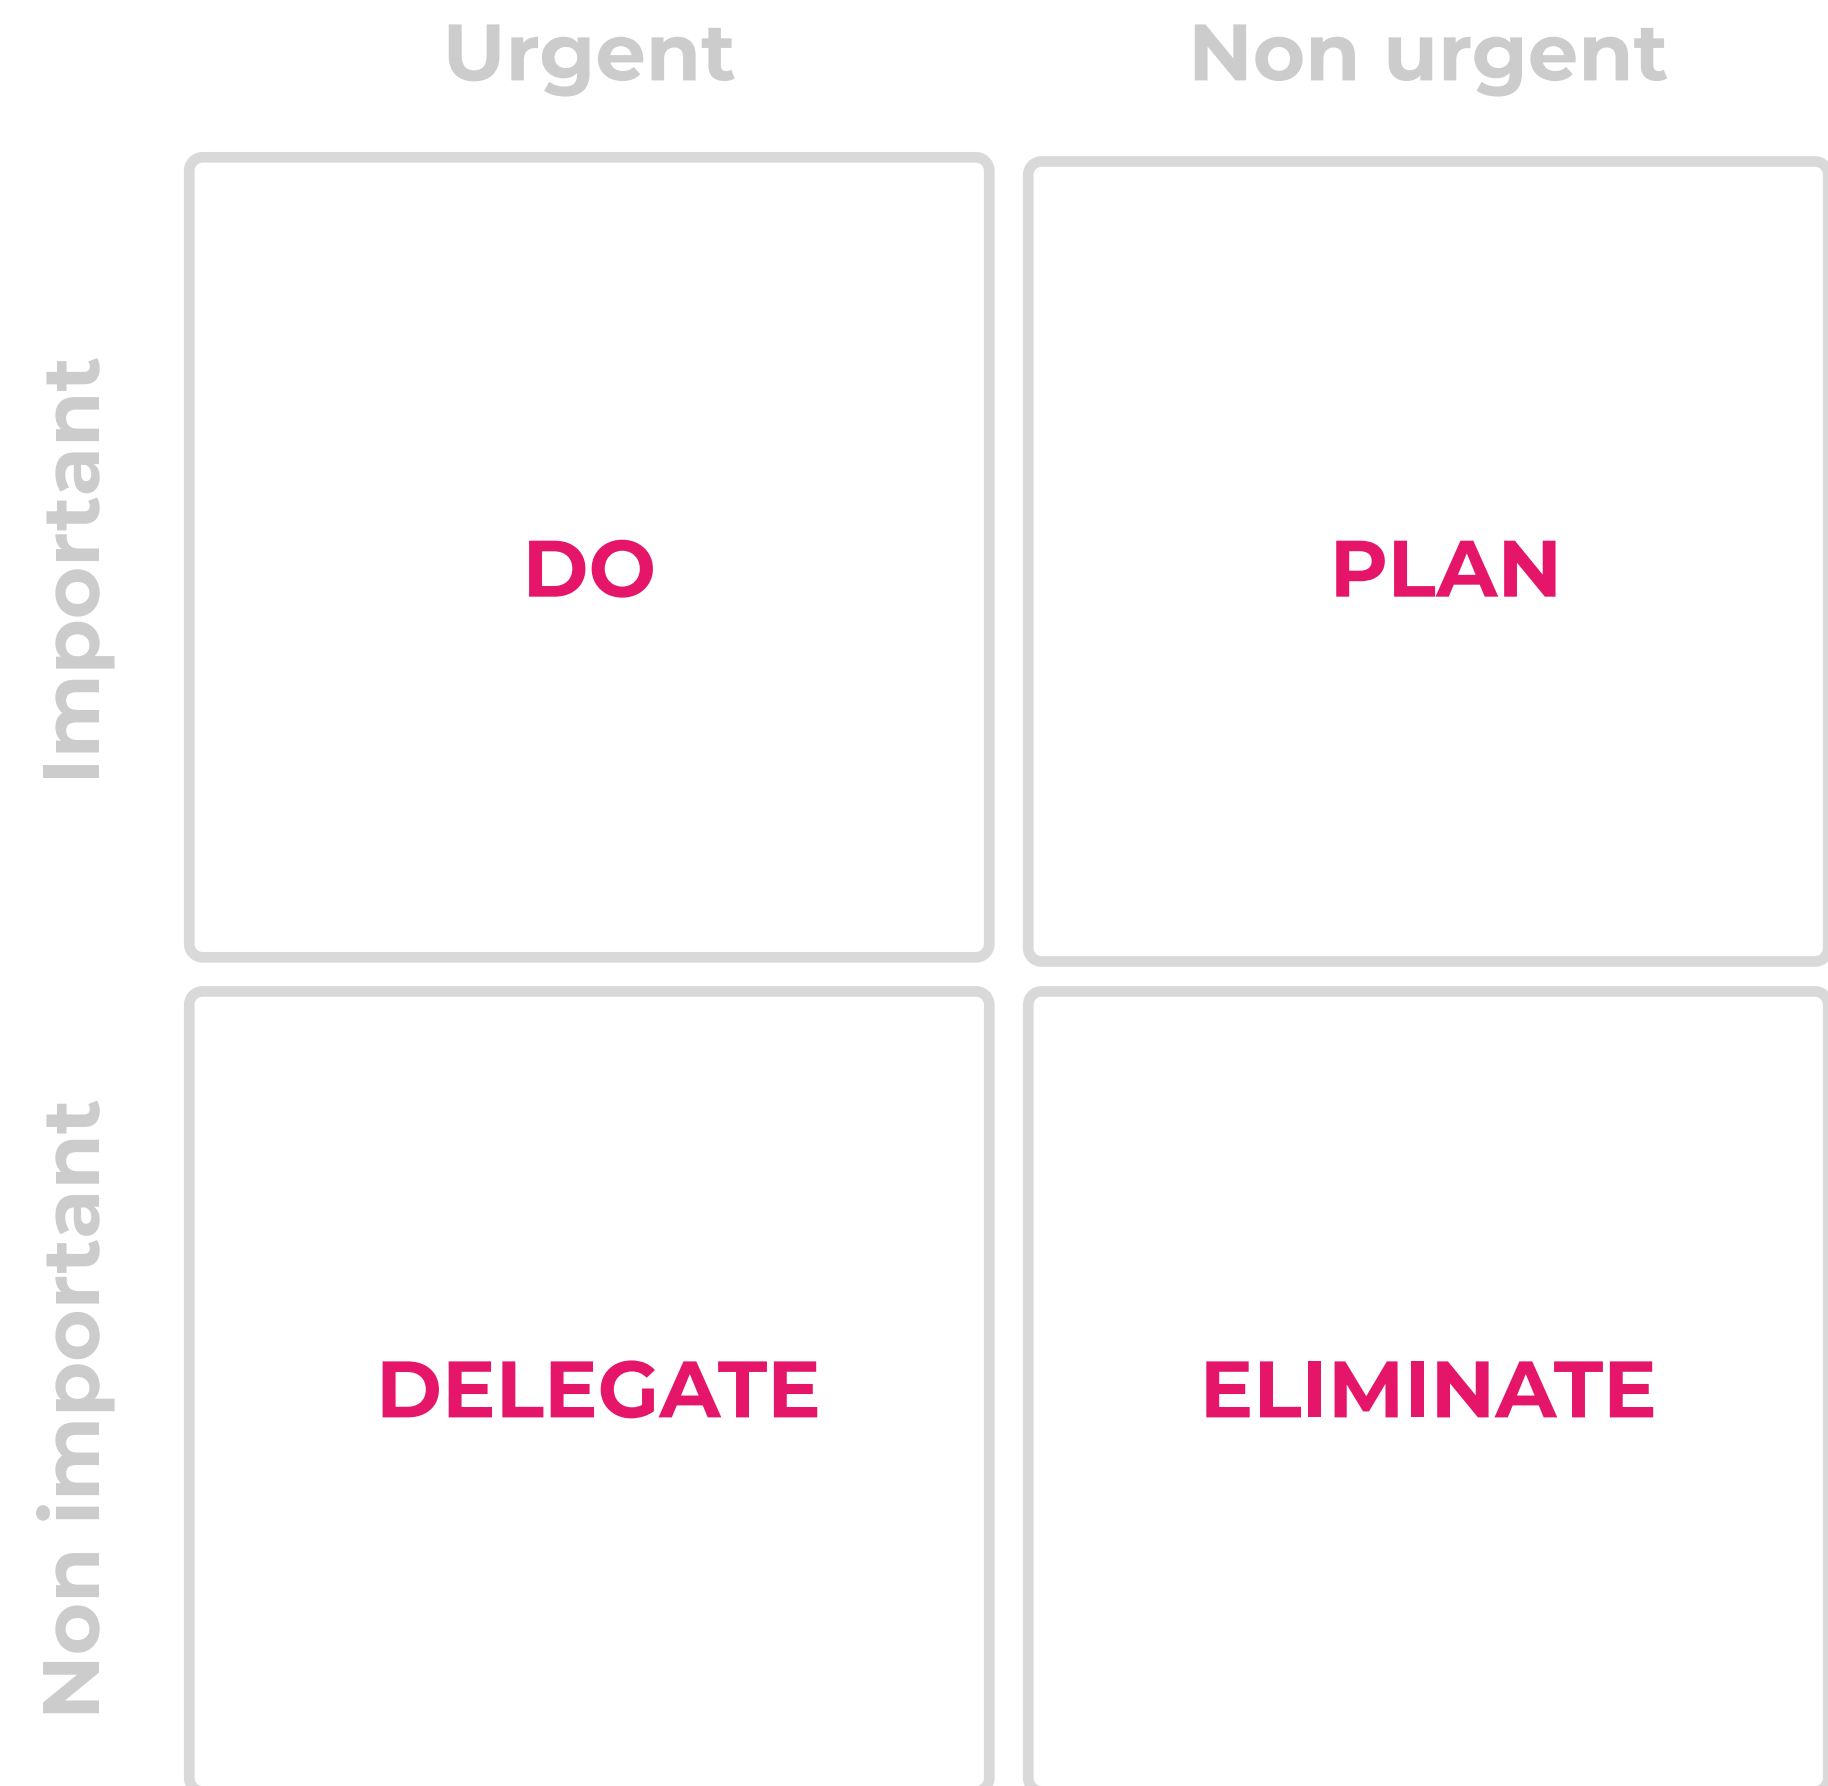 Urgent
Non urgent
Important
DO
PLAN
Non important
DELEGATE
ELIMINATE